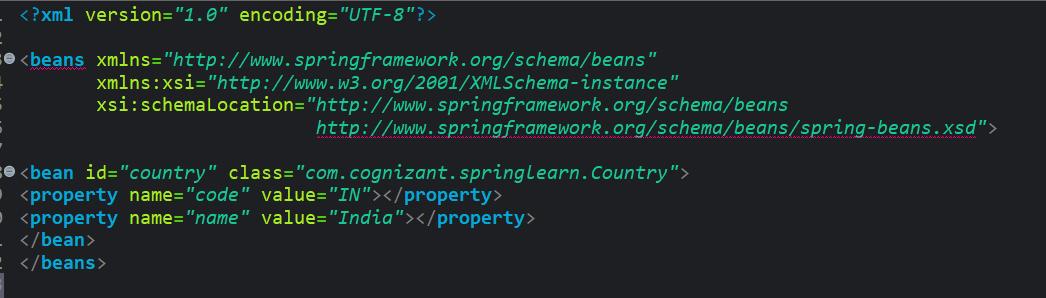 <?xml version="1.0" encoding="UTF-8"?>
<beans xmlns="http://www.springframework.org/schema/beans"
xmlns:xsi="http://www.w3.org/2001/XMLSchema-instance"
xsi:schemaLocation="http://www.springframework.org/schema/beans
http://www.springframework.org/schema/beans/spring-beans.xsd">
<bean id="country" class="com.cognizant.springlearn.Country">
<property name="code" value="IN"></property>
<property name="name" value="India"></property>
</bean>
</beans>